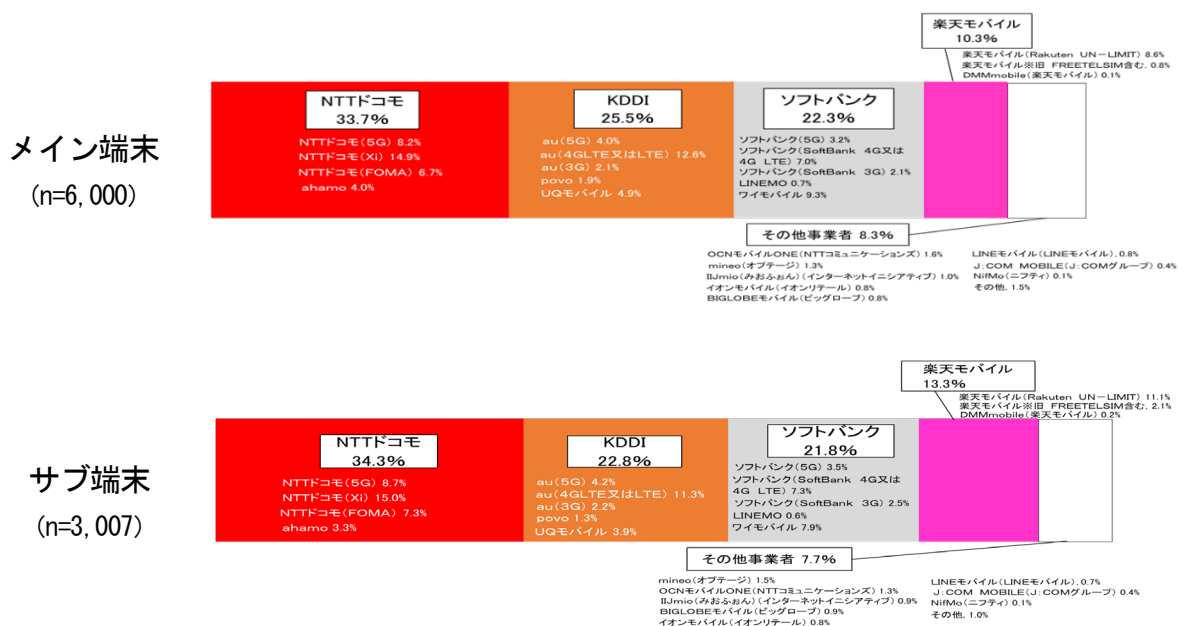 楽天モバイル
10.3%
楽天モバイル(Rakuten UN－LIMIT) 8.6%
楽天モバイル※旧 FREETELSIM含む, 0.8%
DMMmobile(楽天モバイル) 0.1%
メイン端末
(n=6,000)
NTTドコモ
33.7%
NTTドコモ(5G) 8.2%
NTTドコモ(Xi) 14.9%
NTTドコモ(FOMA) 6.7%
ahamo 4.0%
KDDI
25.5%
au(5G) 4.0%
au(4GLTE又はLTE) 12.6%
au(3G) 2.1%
povo 1.9%
UQモバイル 4.9%
ソフトバンク
22.3%
ソフトバンク(5G) 3.2%
ソフトバンク(SoftBank 4G又は
4G LTE) 7.0%
ソフトバンク(SoftBank 3G) 2.1%
LINEMO 0.7%
ワイモバイル 9.3%
その他事業者 8.3%
OCNモバイルONE(NTTコミュニケーションズ) 1.6%
mineo(オプテージ) 1.3%
IIJmio(みおふぉん)(インターネットイニシアティブ) 1.0%
イオンモバイル(イオンリテール) 0.8%
BIGLOBEモバイル(ビッグローブ) 0.8%
LINEモバイル(LINEモバイル), 0.8%
J:COM MOBILE(J:COMグループ) 0.4%
NifMo(ニフティ) 0.1%
その他, 1.5%
楽天モバイル
13.3%
楽天モバイル(Rakuten UN－LIMIT) 11.1%
楽天モバイル※旧 FREETELSIM含む, 2.1%
DMMmobile(楽天モバイル) 0.2%
サブ端末
(n=3,007)
NTTドコモ
34.3%
NTTドコモ(5G) 8.7%
NTTドコモ(Xi) 15.0%
NTTドコモ(FOMA) 7.3%
ahamo 3.3%
KDDI
22.8%
au(5G) 4.2%
au(4GLTE又はLTE) 11.3%
au(3G) 2.2%
povo 1.3%
UQモバイル 3.9%
ソフトバンク
21.8%
ソフトバンク(5G) 3.5%
ソフトバンク(SoftBank 4G又は
4G LTE) 7.3%
ソフトバンク(SoftBank 3G) 2.5%
LINEMO 0.6%
ワイモバイル 7.9%
その他事業者 7.7%
mineo(オプテージ) 1.5%
OCNモバイルONE(NTTコミュニケーションズ) 1.3%
IIJmio(みおふぉん)(インターネットイニシアティブ) 0.9%
BIGLOBEモバイル(ビッグローブ) 0.9%
イオンモバイル(イオンリテール) 0.8%
LINEモバイル(LINEモバイル), 0.7%
J:COM MOBILE(J:COMグループ) 0.4%
NifMo(ニフティ) 0.1%
その他, 1.0%